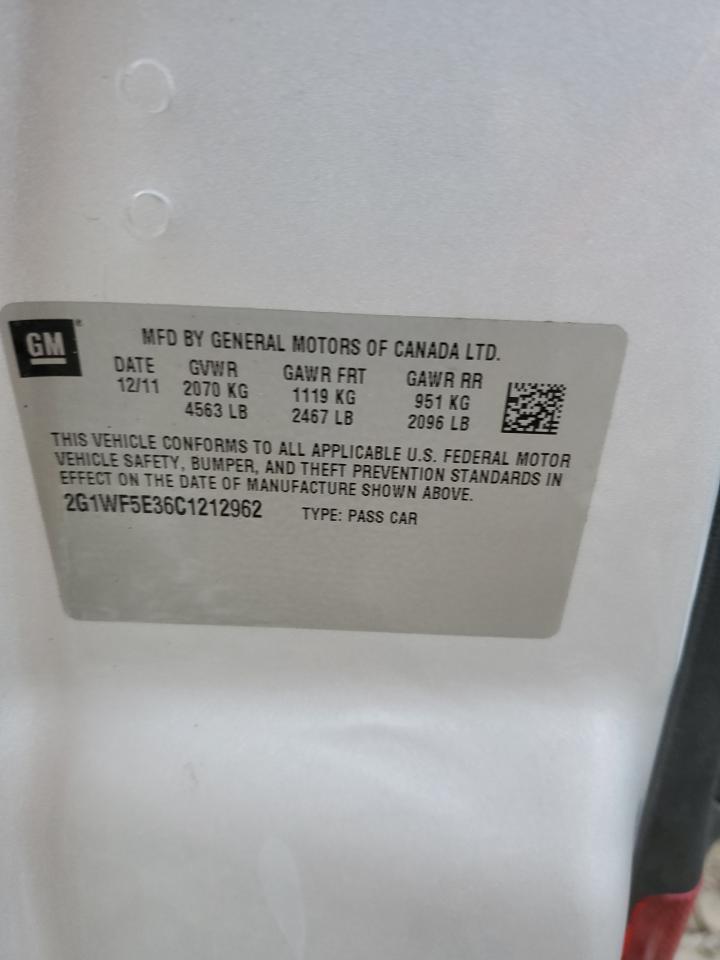 GM
MFD BY GENERAL MOTORS OF CANADA LTD.
DATE GVWR GAWR FRT GAWR RR
12/11 2070 KG 1119 KG 951 KG
4563 LB 2467 LB 2096 LB
THIS VEHICLE CONFORMS TO ALL APPLICABLE U.S. FEDERAL MOTOR
VEHICLE SAFETY, BUMPER, AND THEFT PREVENTION STANDARDS IN
EFFECT ON THE DATE OF MANUFACTURE SHOWN ABOVE.
2G1WF5E36C1212962 TYPE: PASS CAR